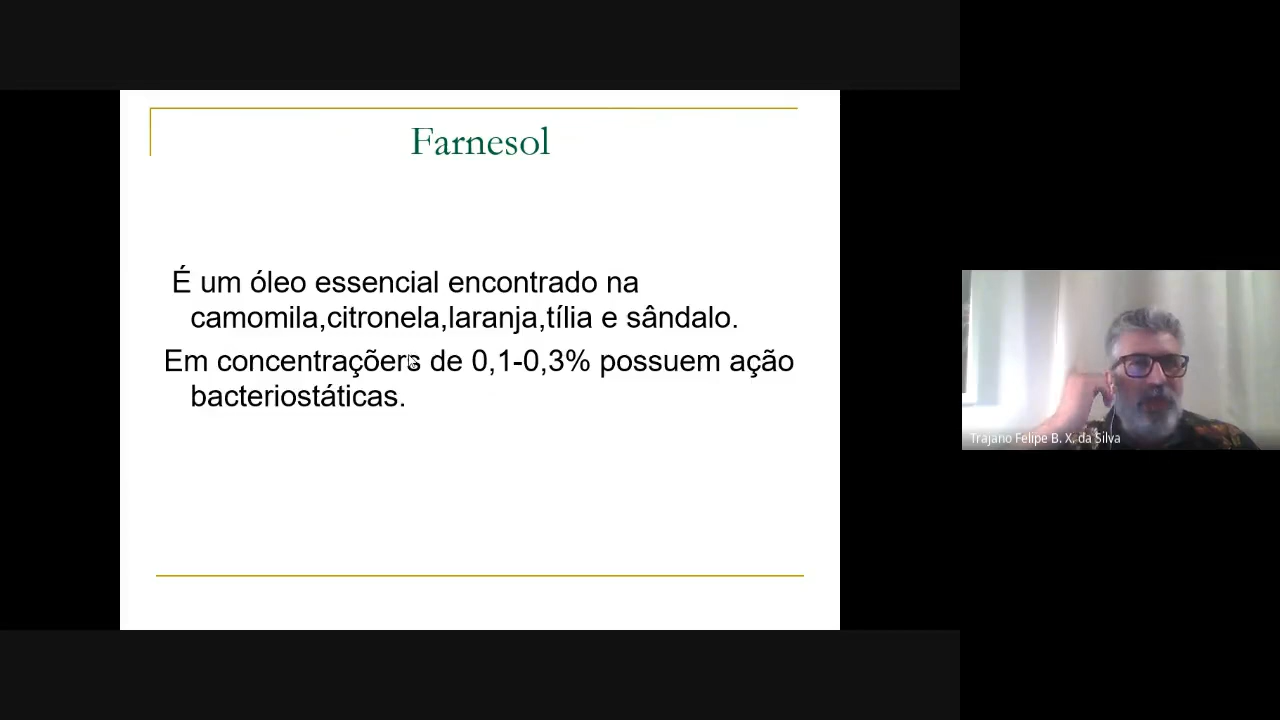 Farnesol
É um óleo essencial encontrado na
camomila,citronela,laranja,tília e sândalo.
Em concentraçõers de 0,1-0,3% possuem ação
bacteriostáticas.
Trajano Felipe B. X. da Silva